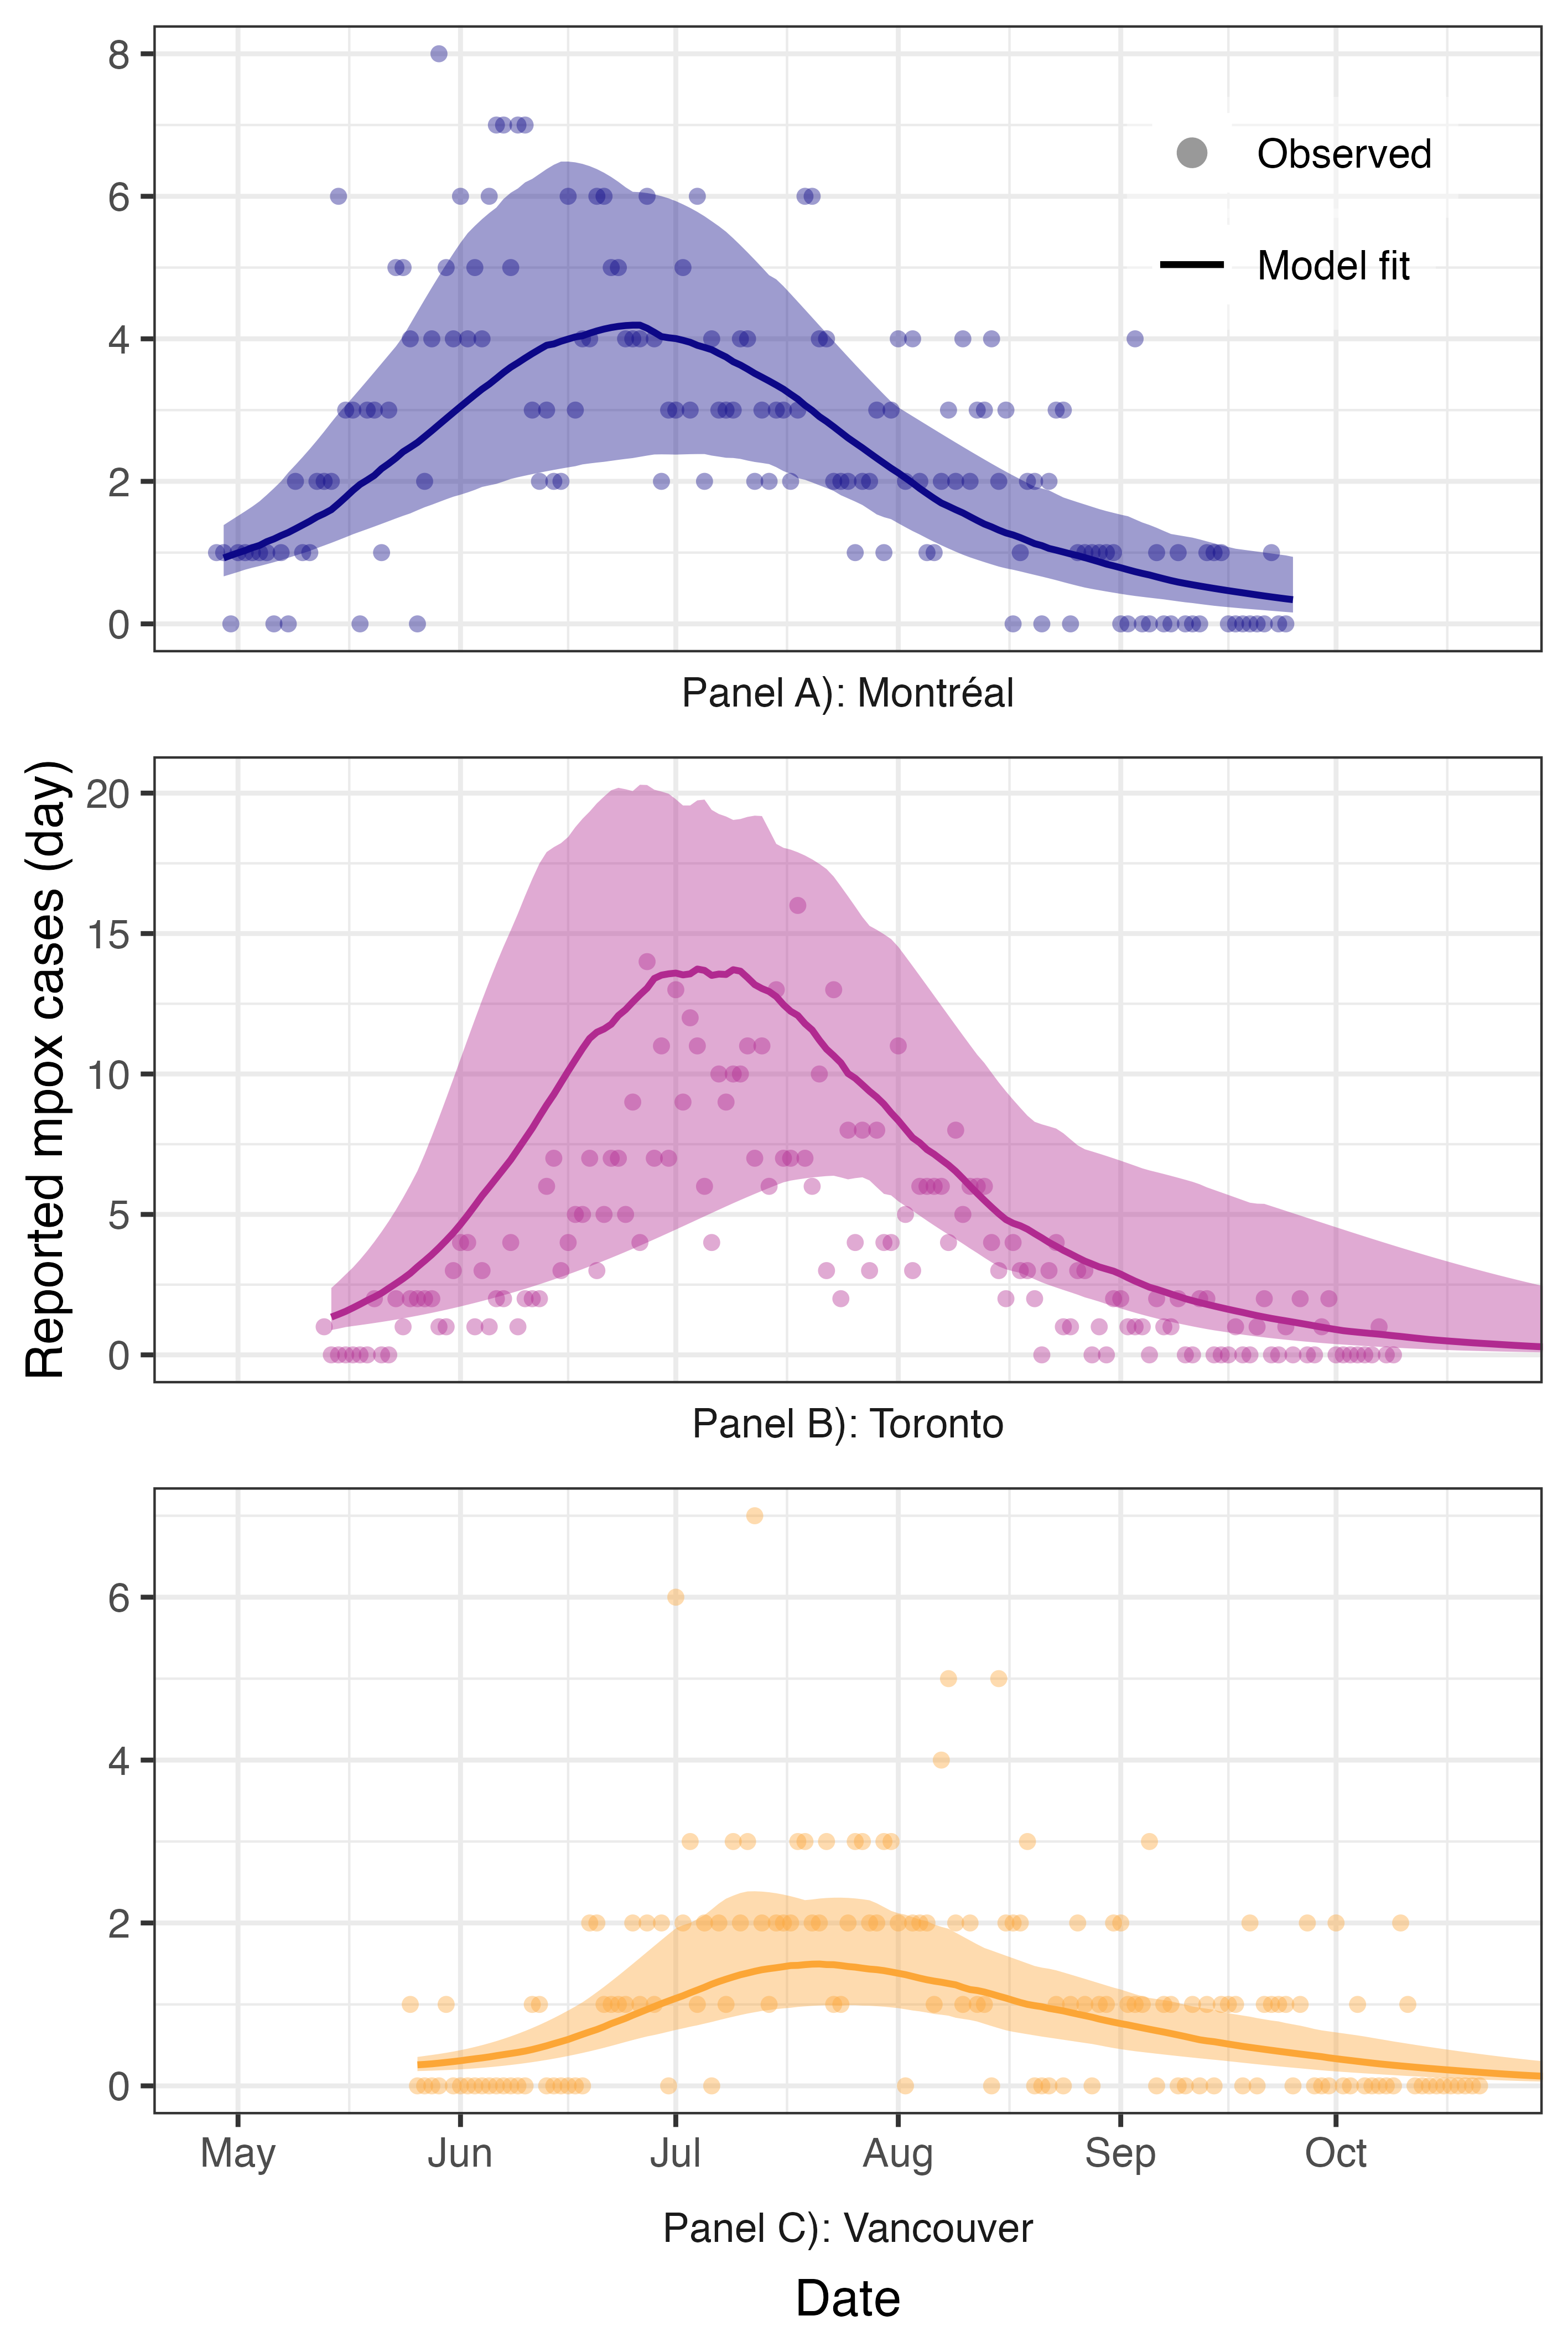 8
6
4
2
0
Observed
Model fit
Panel A): Montréal
Reported mpox cases (day)
20
15
10
5
0
Panel B): Toronto
6
4
2
0
May Jun Jul Aug Sep Oct
Panel C): Vancouver
Date